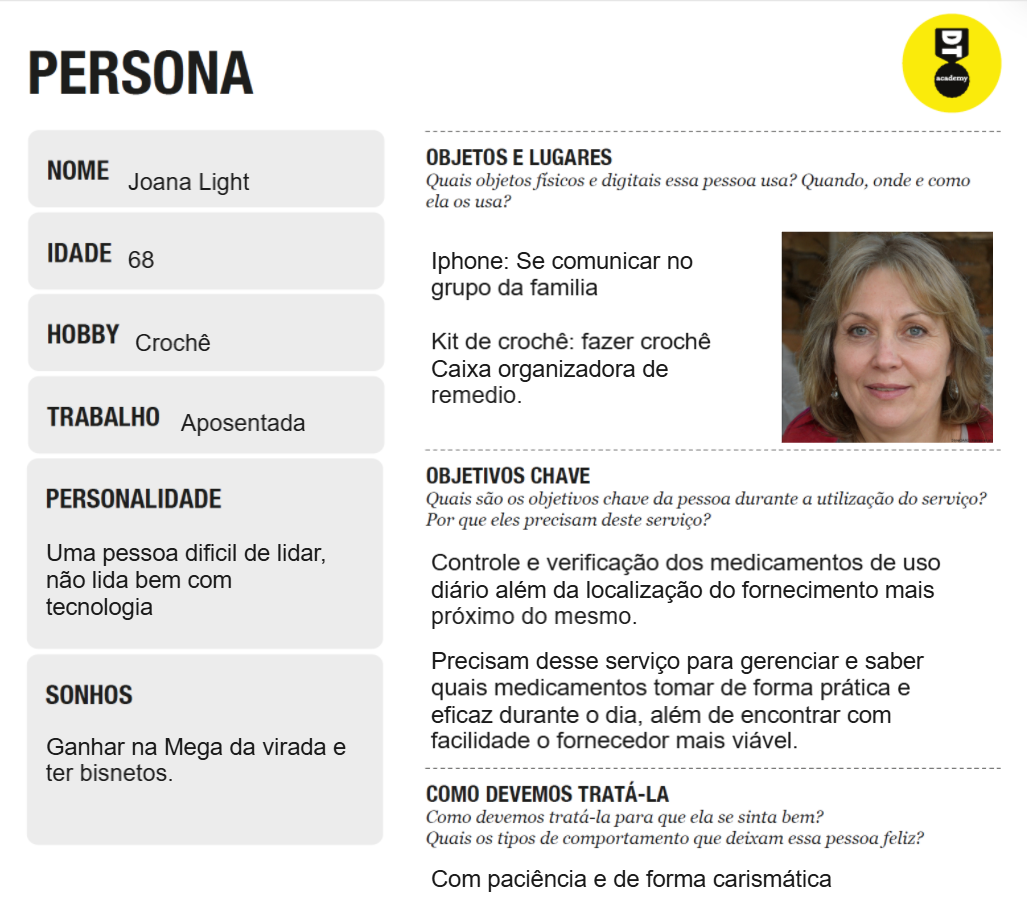 PERSONA
DT
academy
NOME Joana Light
IDADE 68
HOBBY Crochê
TRABALHO Aposentada
PERSONALIDADE
Uma pessoa dificil de lidar,
não lida bem com
tecnologia
SONHOS
Ganhar na Mega da virada e
ter bisnetos.
OBJETOS E LUGARES
Quais objetos físicos e digitais essa pessoa usa? Quando, onde e como
ela os usa?
Iphone: Se comunicar no
grupo da familia
Kit de crochê: fazer crochê
Caixa organizadora de
remedio.
OBJETIVOS CHAVE
Quais são os objetivos chave da pessoa durante a utilização do serviço?
Por que eles precisam deste serviço?
Controle e verificação dos medicamentos de uso
diário além da localização do fornecimento mais
próximo do mesmo.
Precisam desse serviço para gerenciar e saber
quais medicamentos tomar de forma prática e
eficaz durante o dia, além de encontrar com
facilidade o fornecedor mais viável.
COMO DEVEMOS TRATÁ-LA
Como devemos tratá-la para que ela se sinta bem?
Quais os tipos de comportamento que deixam essa pessoa feliz?
Com paciência e de forma carismática